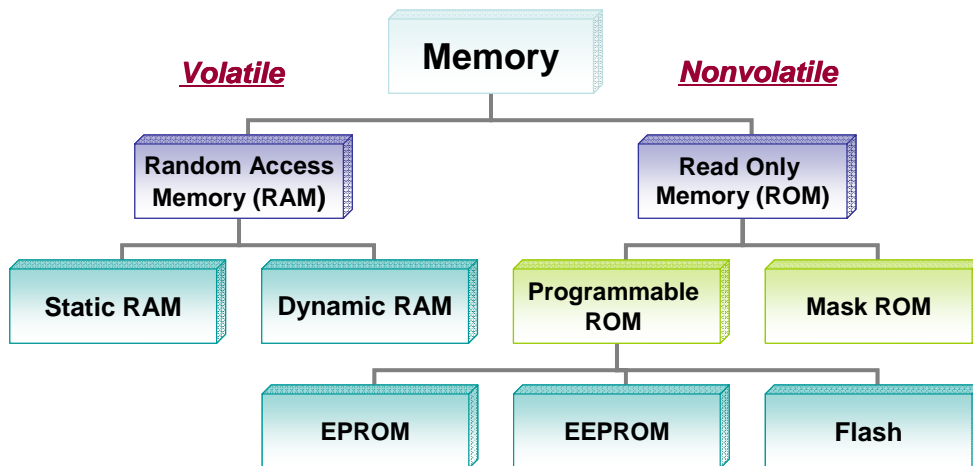 Memory
Volatile
Nonvolatile
Random Access
Memory (RAM)
Read Only
Memory (ROM)
Static RAM
Dynamic RAM
Programmable
ROM
Mask ROM
EPROM
EEPROM
Flash